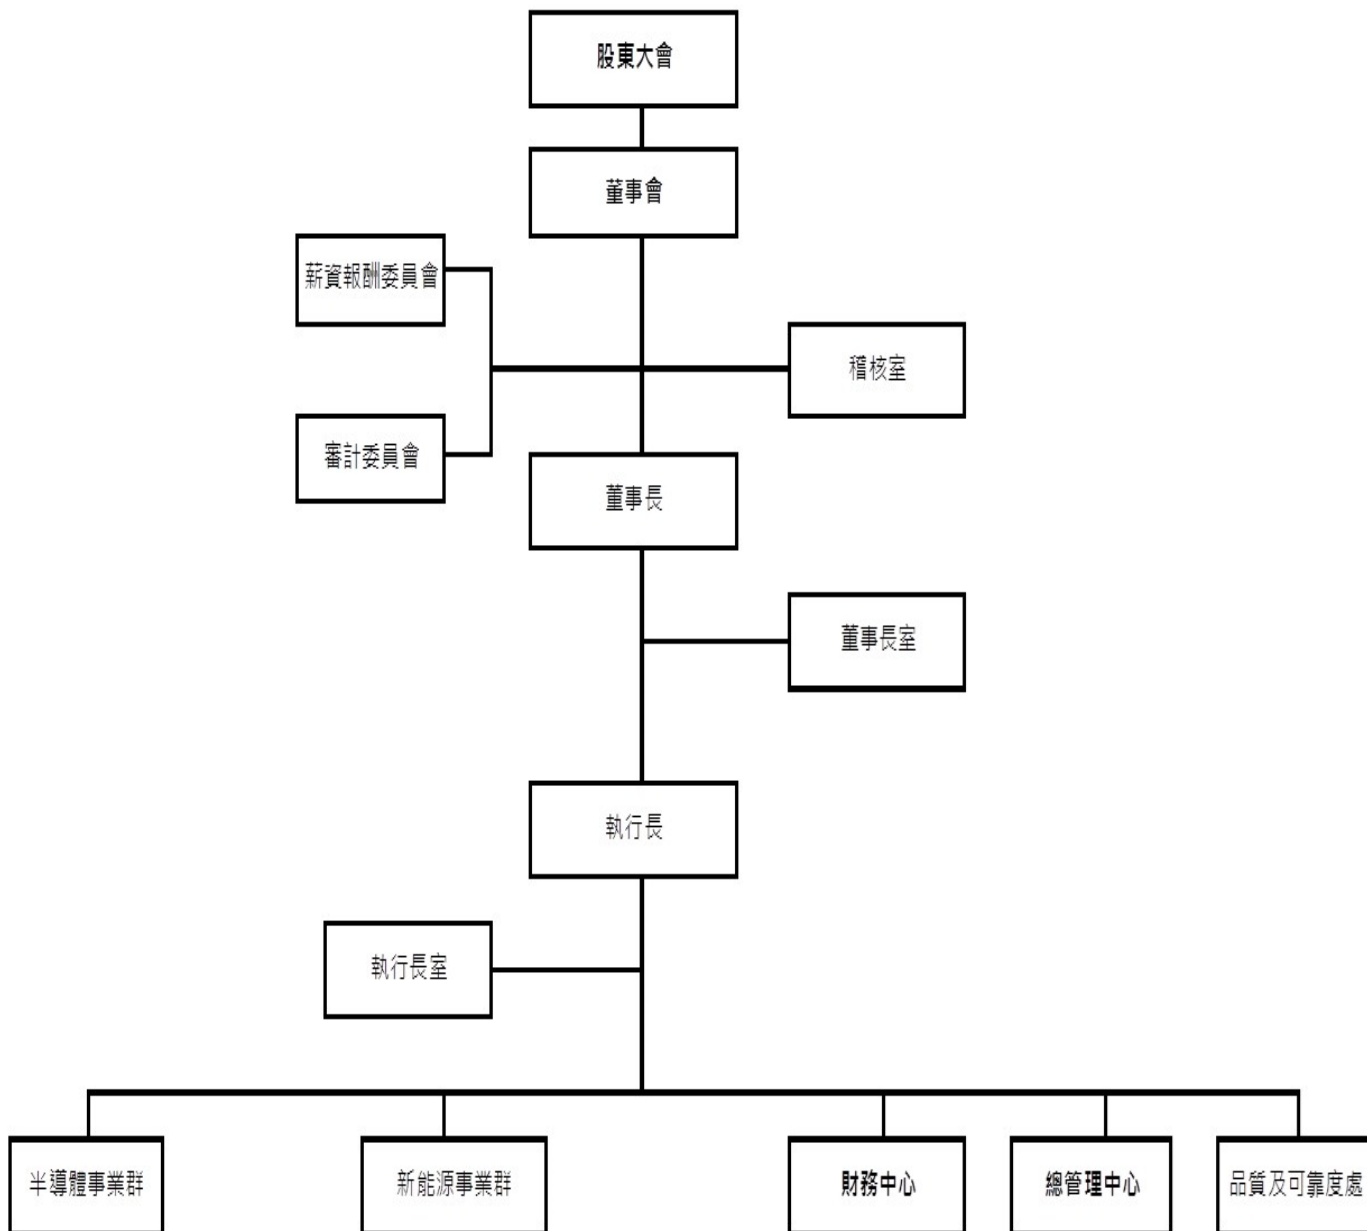 股東大會
董事會
薪資報酬委員會
稽核室
審計委員會
董事長
董事長室
執行長
執行長室
半導體事業群
新能源事業群
財務中心
總管理中心
品質及可靠度處